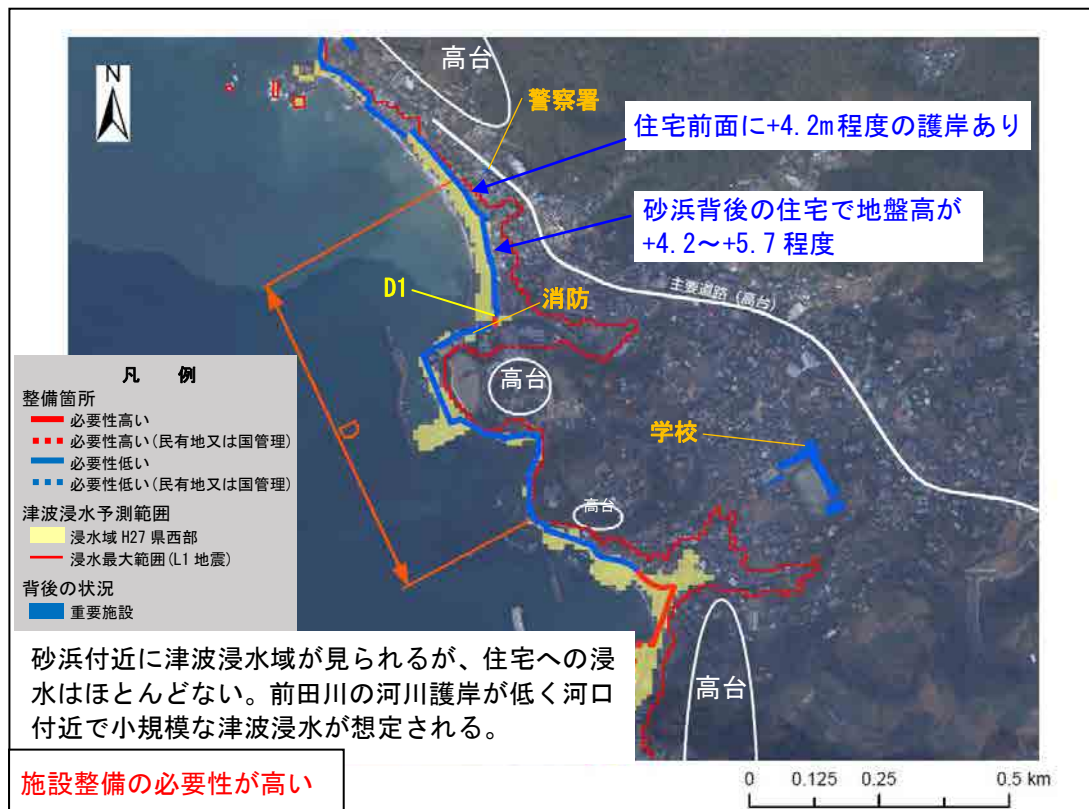 高台
N
警察署
住宅前面に+4.2m程度の護岸あり
砂浜背後の住宅で地盤高が
+4.2～+5.7 程度
主要道路（高台）
D1
消防
高台
D
学校
高台
凡 例
整備箇所
必要性高い
必要性高い(民有地又は国管理)
必要性低い
必要性低い(民有地又は国管理)
津波浸水予測範囲
浸水域 H27 県西部
浸水最大範囲(L1 地震)
背後の状況
重要施設
高台
砂浜付近に津波浸水域が見られるが、住宅への浸
水はほとんどない。前田川の河川護岸が低く河口
付近で小規模な津波浸水が想定される。
施設整備の必要性が高い
0 0.125 0.25 0.5 km